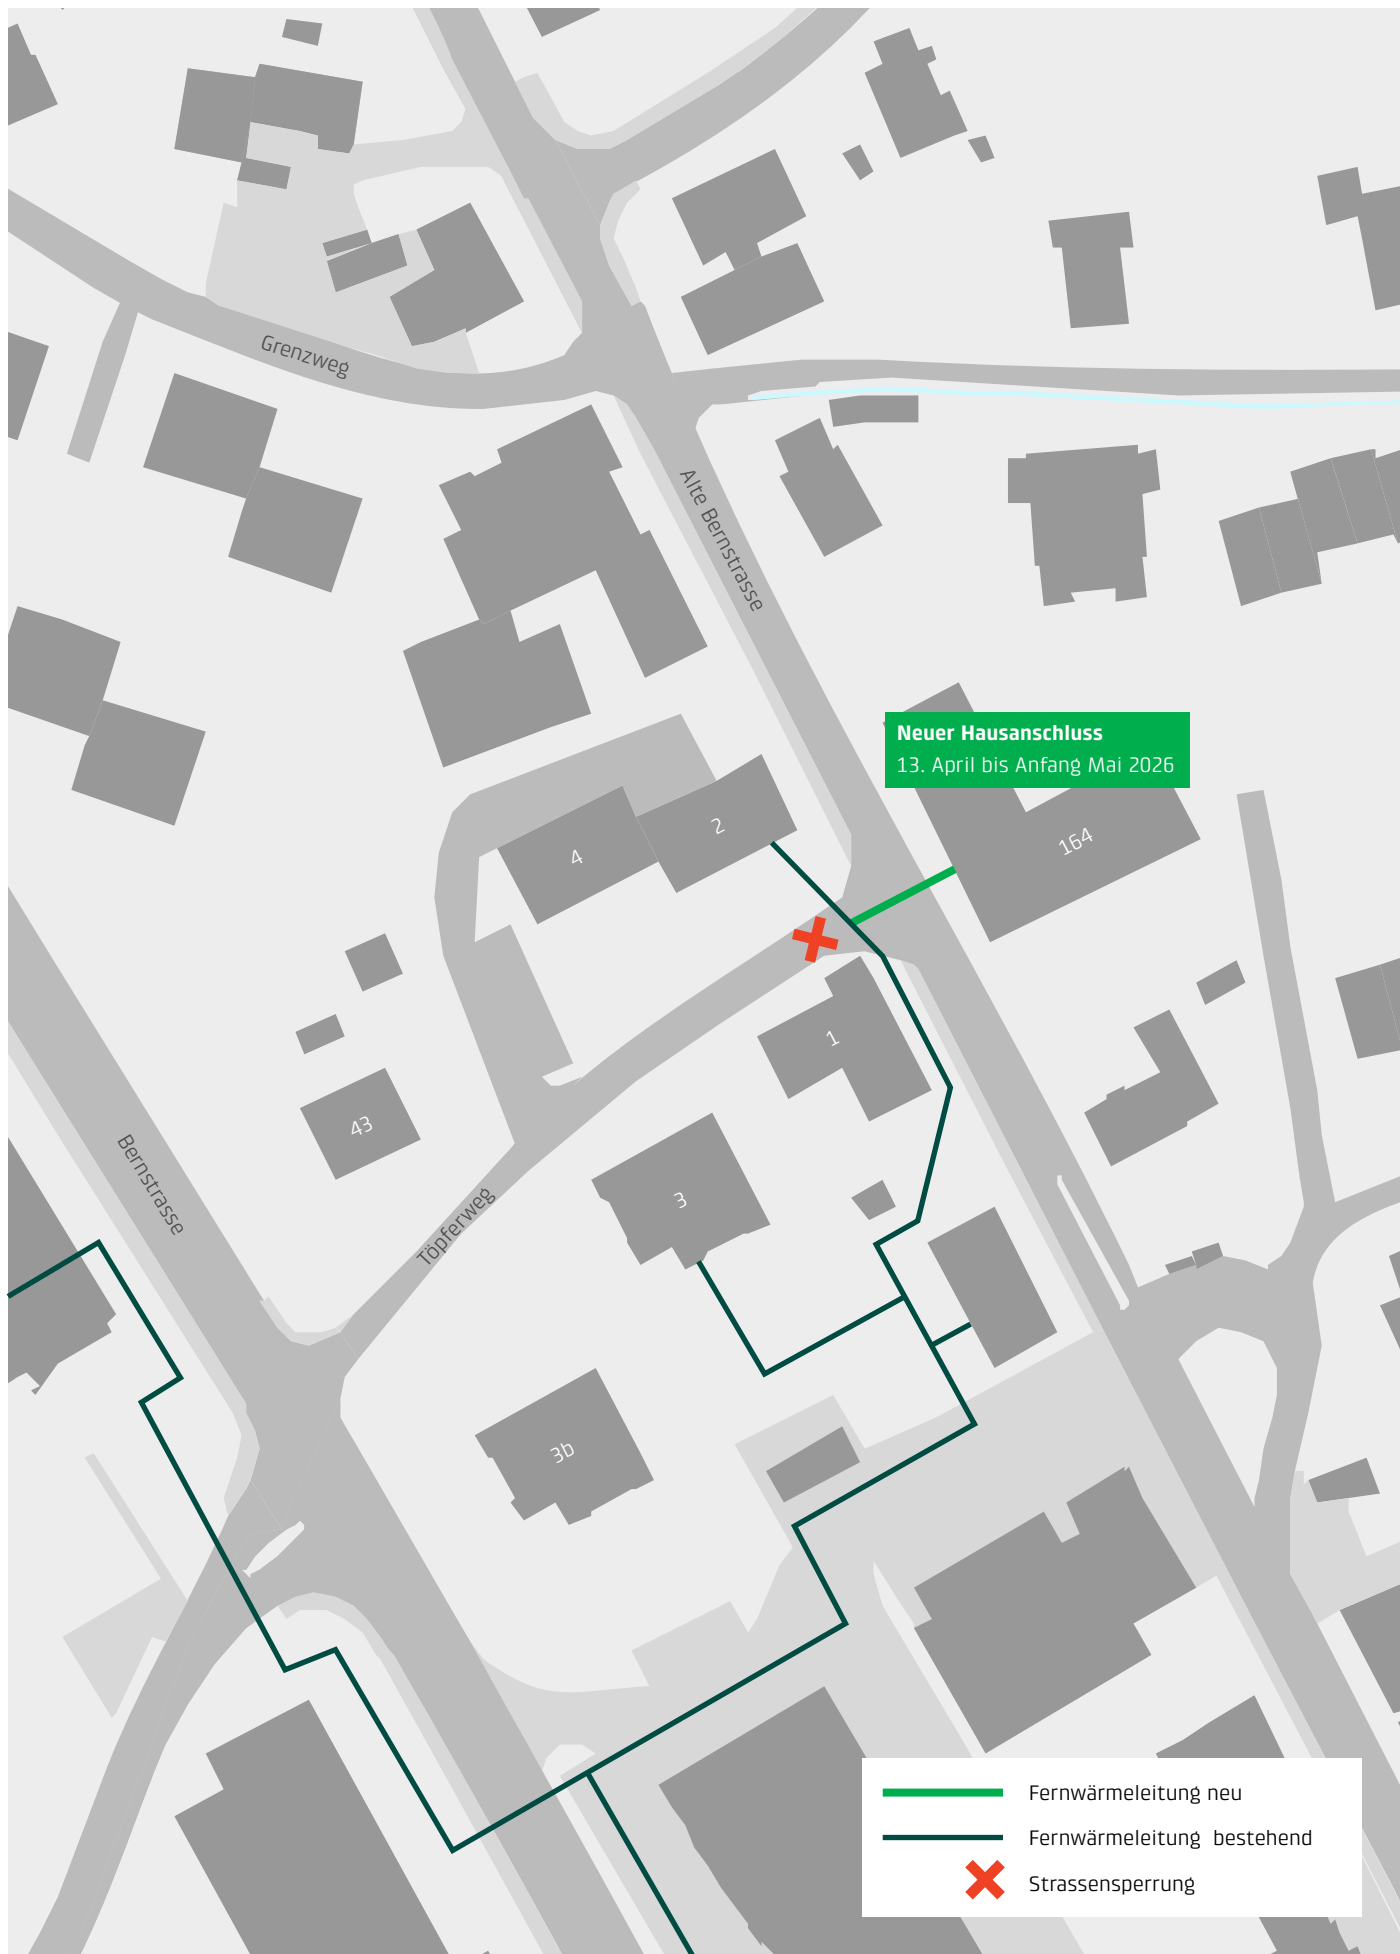 Grenzweg
Alte Bernstrasse
Neuer Hausanschluss
13. April bis Anfang Mai 2026
2
164
4
1
43
Bernstrasse
3
Töpferweg
3b
Fernwärmeleitung neu
Fernwärmeleitung bestehend
Strassensperrung